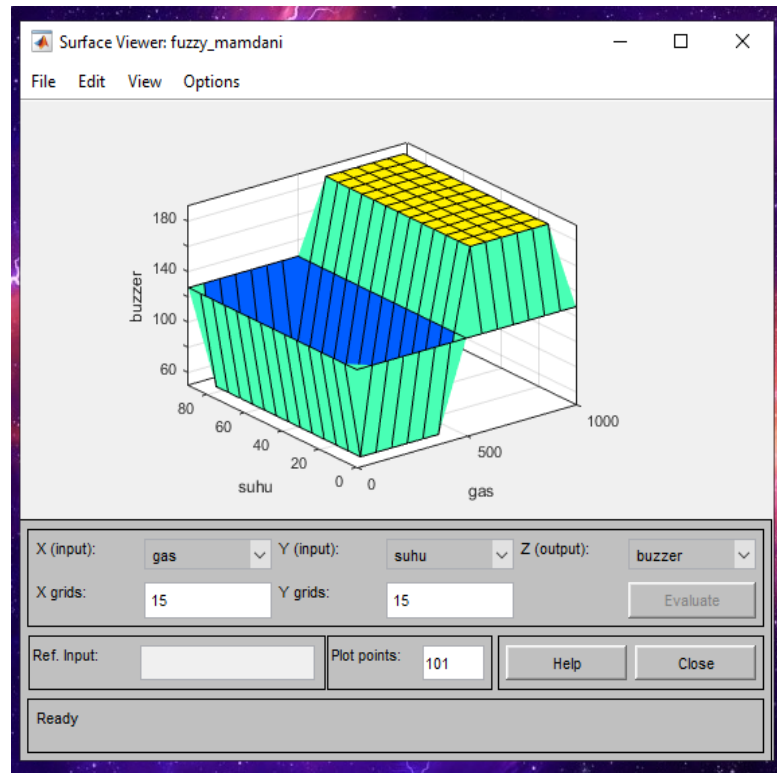 Surface Viewer: fuzzy_mamdani
File Edit View Options
180
140
100
60
buzzer
80
60
40
20
0
suhu
0
500
1000
gas
X (input): gas Y (input): suhu Z (output): buzzer
X grids: 15 Y grids: 15 Evaluate
Ref. Input: Plot points: 101 Help Close
Ready